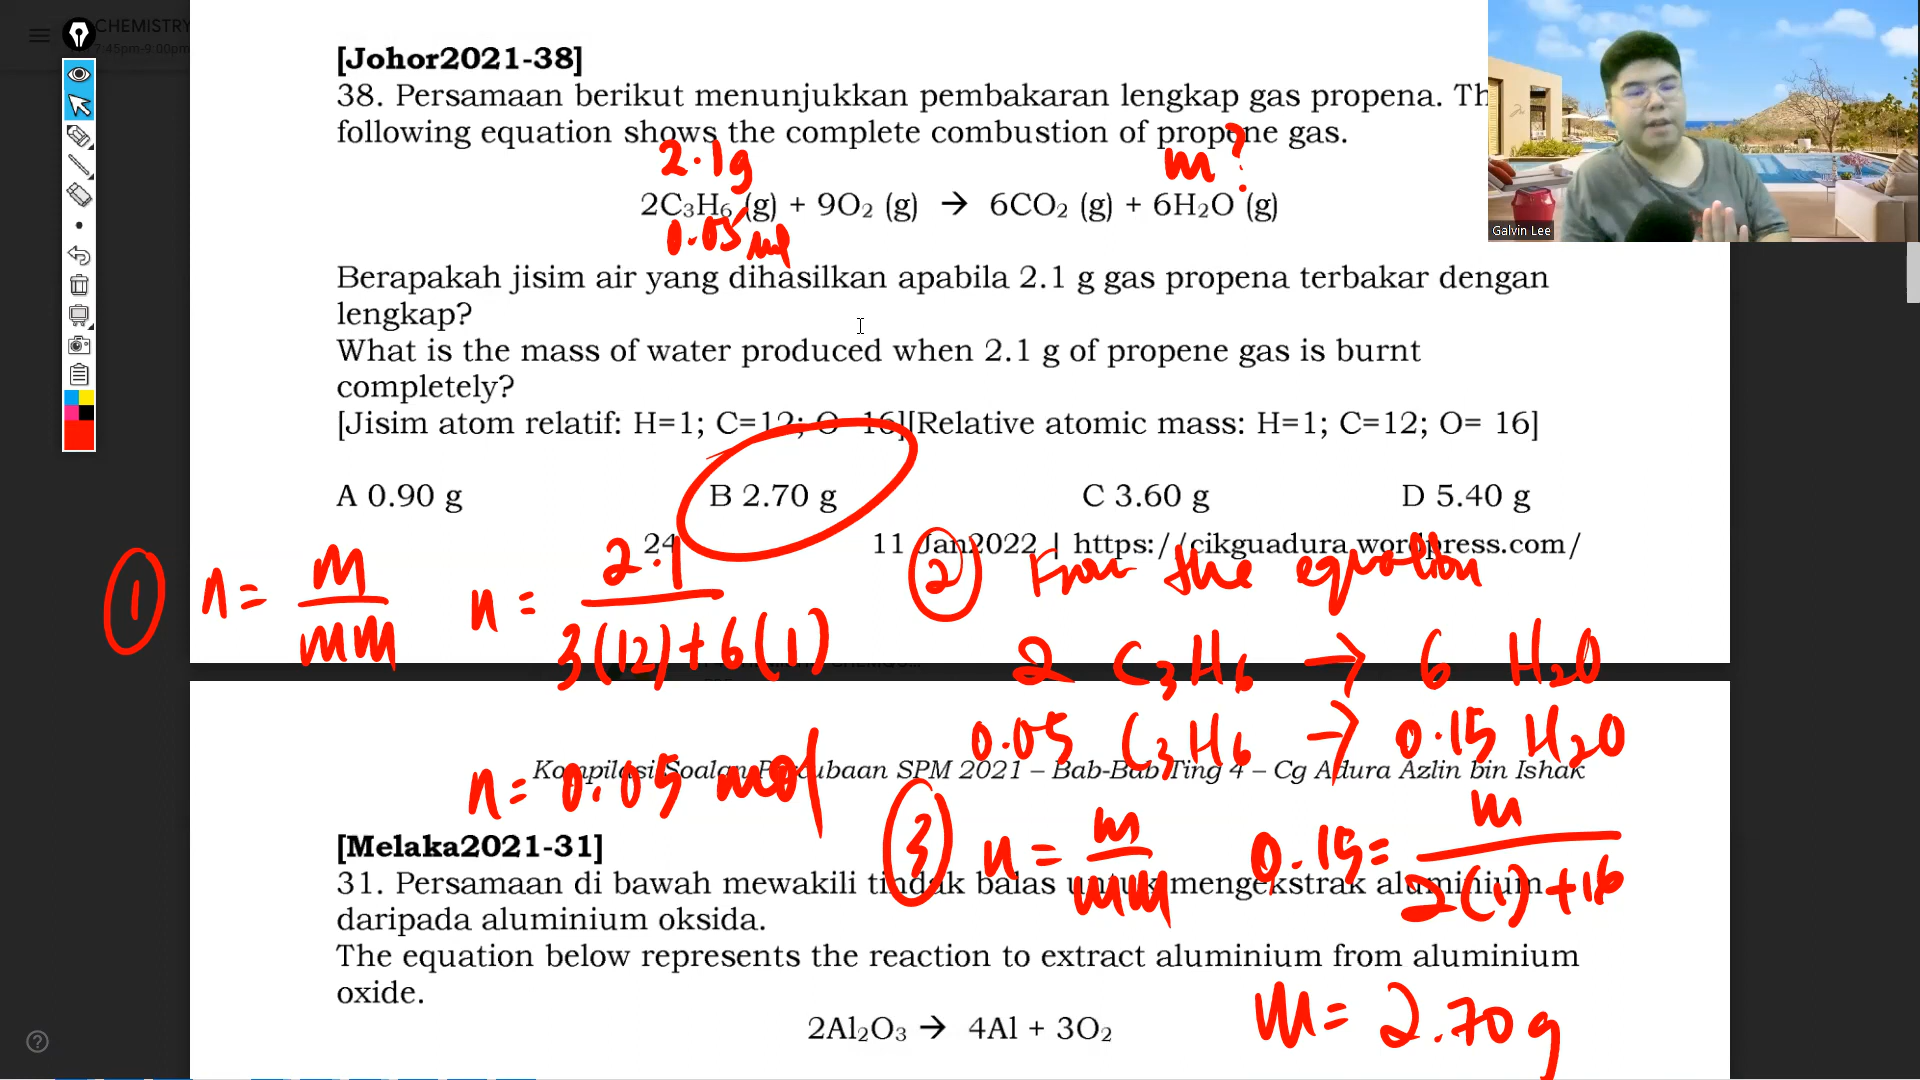 CHEMISTRY
7:45pm-9:00pm
[Johor2021-38]
38. Persamaan berikut menunjukkan pembakaran lengkap gas propena. Th
following equation shows the complete combustion of propene gas.
2.1g
m?
2C₃H₆ (g) + 9O₂ (g) → 6CO₂ (g) + 6H₂O (g)
0.05 mol
Galvin Lee
Berapakah jisim air yang dihasilkan apabila 2.1 g gas propena terbakar dengan
lengkap?
What is the mass of water produced when 2.1 g of propene gas is burnt
completely?
[Jisim atom relatif: H=1; C=12; O=16][Relative atomic mass: H=1; C=12; O= 16]
A 0.90 g B 2.70 g C 3.60 g D 5.40 g
24 11 Jan2022 | https://cikguadura.wordpress.com/
① n = m/mm n = 2.1/3(12)+6(1)
n = 0.05 mol
② From the equation
2 C₃H₆ → 6 H₂O
0.05 C₃H₆ → 0.15 H₂O
Kompilasi Soalan Percubaan SPM 2021 – Bab-Bab Ting 4 – Cg Adura Azlin bin Ishak
③ n = m/mm 0.15 = m/2(1)+16
m = 2.70g
[Melaka2021-31]
31. Persamaan di bawah mewakili tindak balas untuk mengekstrak aluminium
daripada aluminium oksida.
The equation below represents the reaction to extract aluminium from aluminium
oxide.
2Al₂O₃ → 4Al + 3O₂